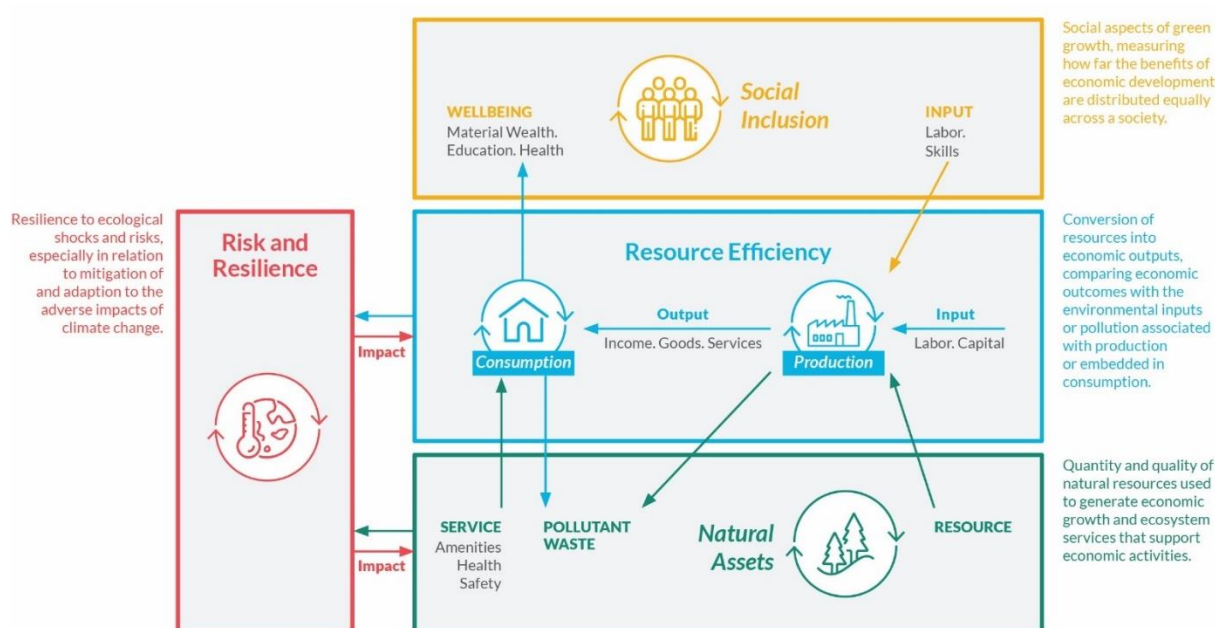 Social aspects of green
growth, measuring
how far the benefits of
economic development
are distributed equally
across a society.
Social
Inclusion
WELLBEING
Material Wealth.
Education. Health
INPUT
Labor.
Skills
Resilience to ecological
shocks and risks,
especially in relation
to mitigation of
and adaption to the
adverse impacts of
climate change.
Risk and
Resilience
Impact
Impact
Resource Efficiency
Consumption
Output
Income. Goods. Services
Production
Input
Labor. Capital
Conversion of
resources into
economic outputs,
comparing economic
outcomes with the
environmental inputs
or pollution associated
with production
or embedded in
consumption.
SERVICE
Amenities
Health
Safety
POLLUTANT
WASTE
Natural
Assets
RESOURCE
Quantity and quality of
natural resources used
to generate economic
growth and ecosystem
services that support
economic activities.